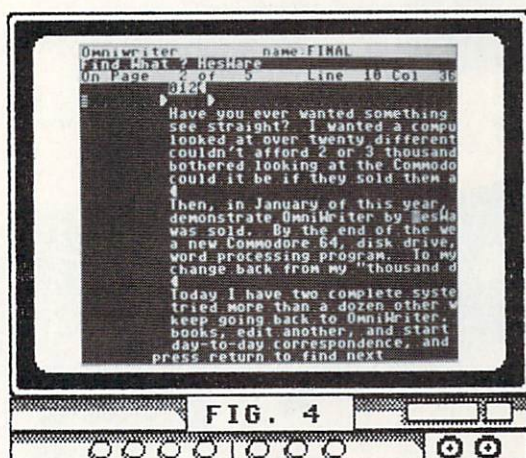 Omniwriter name:FINAL
Find What ? HesWare
On Page 2 of 5 Line 10 Col 36
012
Have you ever wanted something
see straight? I wanted a compu
looked at over twenty different
couldn't afford 2 or 3 thousand
bothered looking at the Commodo
could it be if they sold them a
Then, in January of this year,
demonstrate OmniWriter by HesWa
was sold. By the end of the we
a new Commodore 64, disk drive,
word processing program. To my
change back from my "thousand d
Today I have two complete syste
tried more than a dozen other w
keep going back to OmniWriter.
books, edit another, and start
day-to-day correspondence, and
press return to find next
FIG. 4